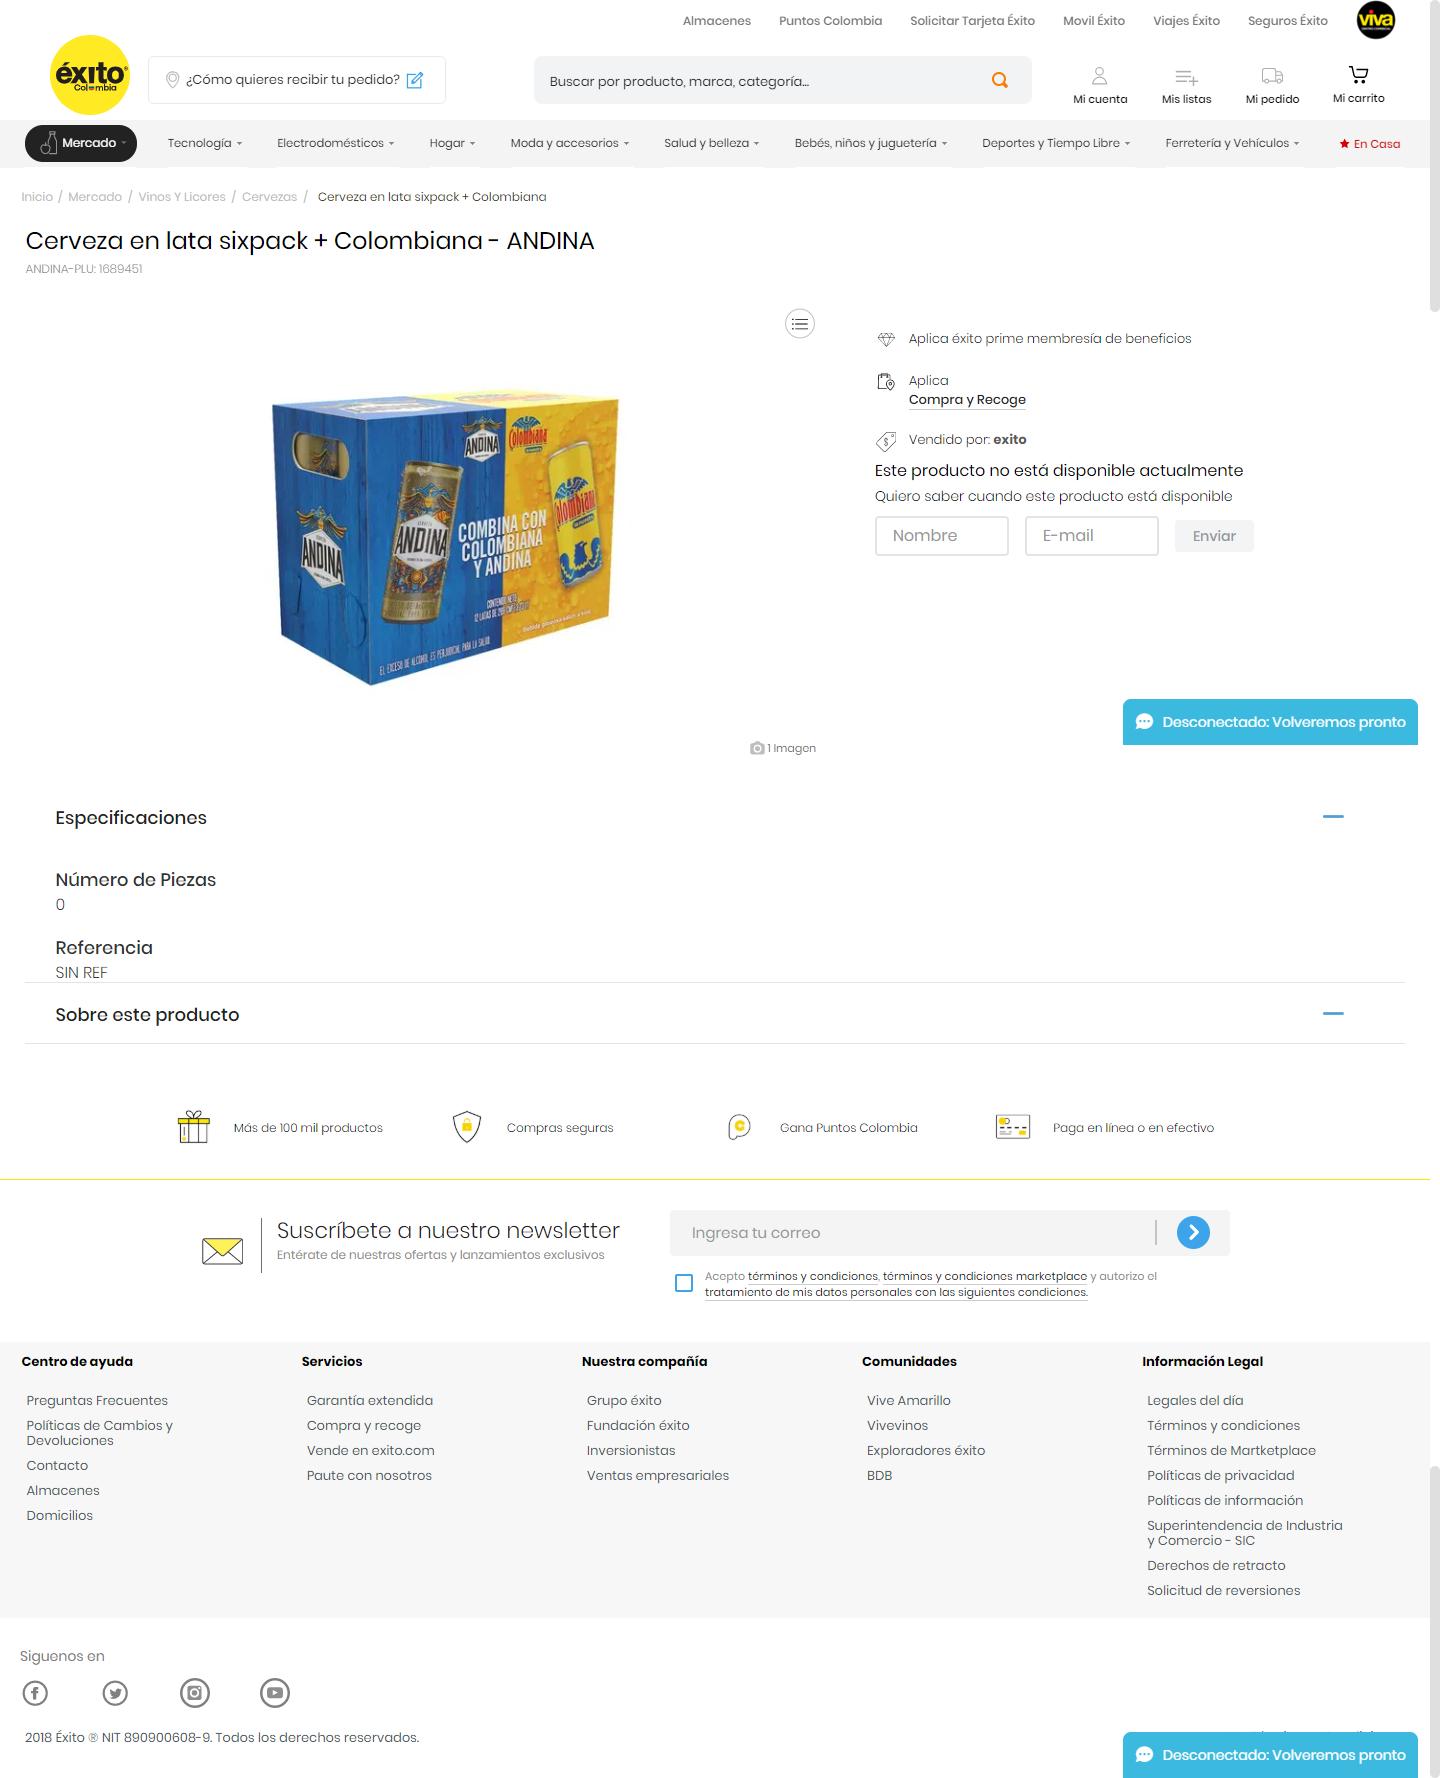 Almacenes Puntos Colombia Solicitar Tarjeta Éxito Movil Éxito Viajes Éxito Seguros Éxito viva
éxito
Colombia
¿Cómo quieres recibir tu pedido?
Buscar por producto, marca, categoría...
Mi cuenta Mis listas Mi pedido Mi carrito
Mercado Tecnología Electrodomésticos Hogar Moda y accesorios Salud y belleza Bebés, niños y juguetería Deportes y Tiempo Libre Ferretería y Vehículos En Casa
Inicio / Mercado / Vinos Y Licores / Cervezas / Cerveza en lata sixpack + Colombiana
Cerveza en lata sixpack + Colombiana - ANDINA
ANDINA-PLU: 1689451
ANDINA
Colombiana
ANDINA
ANDINA
COMBINA CON
COLOMBIANA
Y ANDINA
Colombiana
CONTENIDO NETO
EL EXCESO DE ALCOHOL ES PERJUDICIAL PARA LA SALUD
1 Imagen
Aplica éxito prime membresía de beneficios
Aplica
Compra y Recoge
Vendido por: exito
Este producto no está disponible actualmente
Quiero saber cuando este producto está disponible
Nombre E-mail Enviar
Desconectado: Volveremos pronto
Especificaciones
Número de Piezas
0
Referencia
SIN REF
Sobre este producto
Más de 100 mil productos Compras seguras Gana Puntos Colombia Paga en línea o en efectivo
Suscríbete a nuestro newsletter
Entérate de nuestras ofertas y lanzamientos exclusivos
Ingresa tu correo
Acepto términos y condiciones, términos y condiciones marketplace y autorizo el
tratamiento de mis datos personales con las siguientes condiciones.
Centro de ayuda
Preguntas Frecuentes
Políticas de Cambios y
Devoluciones
Contacto
Almacenes
Domicilios
Servicios
Garantía extendida
Compra y recoge
Vende en exito.com
Paute con nosotros
Nuestra compañía
Grupo éxito
Fundación éxito
Inversionistas
Ventas empresariales
Comunidades
Vive Amarillo
Vivevinos
Exploradores éxito
BDB
Información Legal
Legales del día
Términos y condiciones
Términos de Martketplace
Políticas de privacidad
Políticas de información
Superintendencia de Industria
y Comercio - SIC
Derechos de retracto
Solicitud de reversiones
Siguenos en
2018 Éxito ® NIT 890900608-9. Todos los derechos reservados.
Desconectado: Volveremos pronto